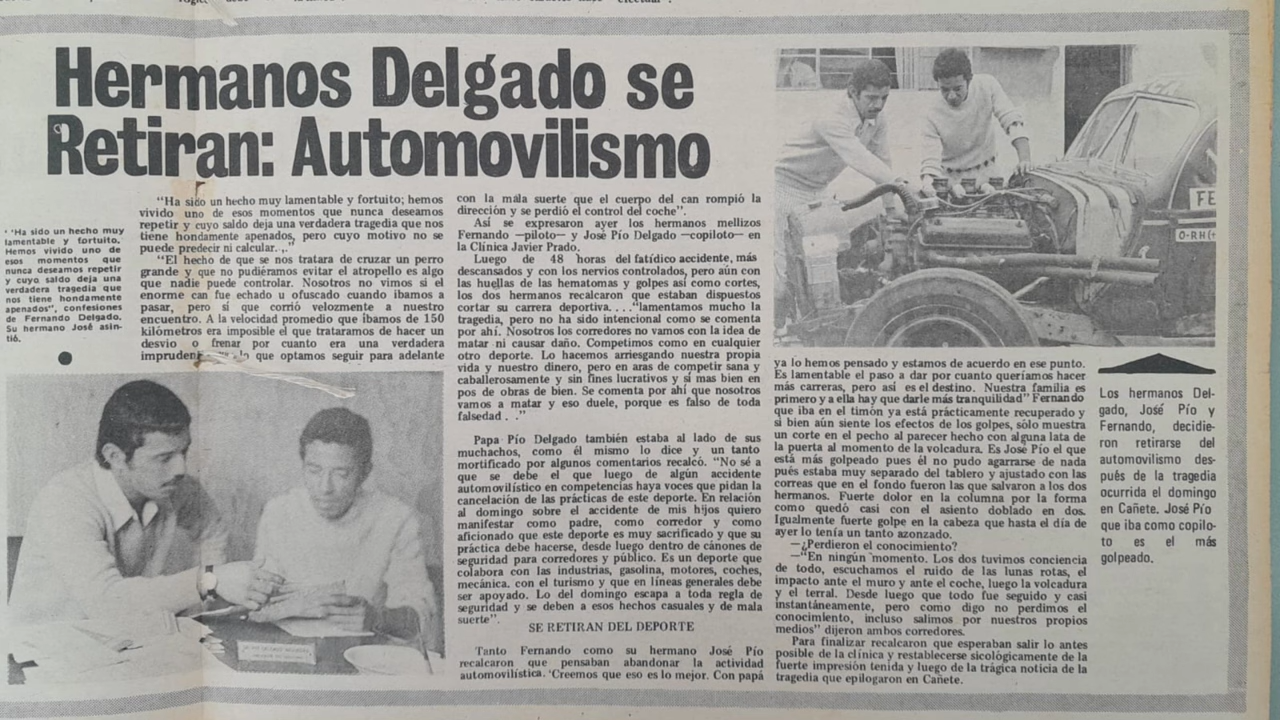 Hermanos Delgado se
Retiran: Automovilismo
"Ha sido un hecho muy
lamentable y fortuito.
Hemos vivido uno de
esos momentos que
nunca deseamos repetir
y cuyo saldo deja una
verdadera tragedia que
nos tiene hondamente
apenados", confesiones
de Fernando Delgado.
Su hermano José asin-
tió.
"Ha sido un hecho muy lamentable y fortuito; hemos
vivido uno de esos momentos que nunca deseamos
repetir y cuyo saldo deja una verdadera tragedia que nos
tiene hondamente apenados, pero cuyo motivo no se
puede predecir ni calcular. . ."
"El hecho de que se nos tratara de cruzar un perro
grande y que no pudiéramos evitar el atropello es algo
que nadie puede controlar. Nosotros no vimos si el
enorme can fue echado u ofuscado cuando ibamos a
pasar, pero si que corrió velozmente a nuestro
encuentro. A la velocidad promedio que íbamos de 150
kilómetros era imposible el que trataramos de hacer un
desvio o frenar por cuanto era una verdadera
lo que optamos seguir para adelante
con la mala suerte que el cuerpo del can rompió la
dirección y se perdió el control del coche".
Así se expresaron ayer los hermanos mellizos
Fernando —piloto— y José Pío Delgado —copiloto— en
la Clínica Javier Prado.
Luego de 48 horas del fatídico accidente, más
descansados y con los nervios controlados, pero aún con
las huellas de las hematomas y golpes así como cortes,
los dos hermanos recalcaron que estaban dispuestos
cortar su carrera deportiva. . . ."lamentamos mucho la
tragedia, pero no ha sido intencional como se comenta
por ahí. Nosotros los corredores no vamos con la idea de
matar ni causar daño. Competimos como en cualquier
otro deporte. Lo hacemos arriesgando nuestra propia
vida y nuestro dinero, pero en aras de competir sana y
caballerosamente y sin fines lucrativos y si mas bien en
pos de obras de bien. Se comenta por ahi que nosotros
vamos a matar y eso duele, porque es falso de toda
falsedad . ."
Papa Pío Delgado también estaba al lado de sus
muchachos, como él mismo lo dice y un tanto
mortificado por algunos comentarios recalcó. "No sé a
que se debe el que luego de algún accidente
automovilístico en competencias haya voces que pidan la
cancelación de las prácticas de este deporte. En relación
al domingo sobre el accidente de mis hijos quiero
manifestar como padre, como corredor y como
aficionado que este deporte es muy sacrificado y que su
práctica debe hacerse, desde luego dentro de cánones de
seguridad para corredores y público. Es un deporte que
colabora con las industrias, gasolina, motores, coches,
mecánica. con el turismo y que en líneas generales debe
ser apoyado. Lo del domingo escapa a toda regla de
seguridad y se deben a esos hechos casuales y de mala
suerte".
SE RETIRAN DEL DEPORTE
Tanto Fernando como su hermano José Pío
recalcaron que pensaban abandonar la actividad
automovilística. 'Creemos que eso es lo mejor. Con papá
FE
O-RH(+
ya lo hemos pensado y estamos de acuerdo en ese punto.
Es lamentable el paso a dar por cuanto queríamos hacer
más carreras, pero así es el destino. Nuestra familia es
primero y a ella hay que darle más tranquilidad" Fernando
que iba en el timón ya está prácticamente recuperado y
si bien aún siente los efectos de los golpes, sólo muestra
un corte en el pecho al parecer hecho con alguna lata de
la puerta al momento de la volcadura. Es José Pío el que
está más golpeado pues él no pudo agarrarse de nada
pués estaba muy separado del tablero y ajustado con las
correas que en el fondo fueron las que salvaron a los dos
hermanos. Fuerte dolor en la columna por la forma
como quedó casi con el asiento doblado en dos.
Igualmente fuerte golpe en la cabeza que hasta el día de
ayer lo tenía un tanto azonzado.
—¿Perdieron el conocimiento?
—"En ningún momento. Los dos tuvimos conciencia
de todo, escuchamos el ruido de las lunas rotas, el
impacto ante el muro y ante el coche, luego la volcadura
y el terral. Desde luego que todo fue seguido y casi
instantáneamente, pero como digo no perdimos el
conocimiento, incluso salimos por nuestros propios
medios" dijeron ambos corredores.
Para finalizar recalcaron que esperaban salir lo antes
posible de la clínica y restablecerse sicológicamente de la
fuerte impresión tenida y luego de la trágica noticia de la
tragedia que epilogaron en Cañete.
Los hermanos Del-
gado, José Pío y
Fernando, decidie-
ron retirarse del
automovilismo des-
pués de la tragedia
ocurrida el domingo
en Cañete. José Pío
que iba como copilo-
to es el más
golpeado.